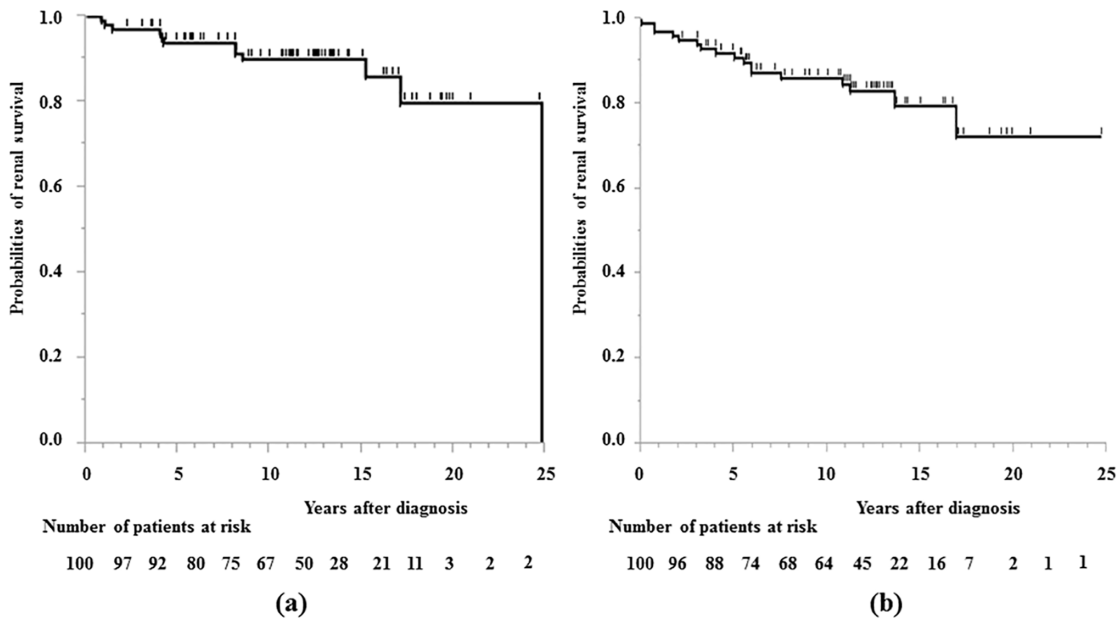 Probabilities of renal survival
1.0
0.8
0.6
0.4
0.2
0.0
0 5 10 15 20 25
Years after diagnosis
Number of patients at risk
100 97 92 80 75 67 50 28 21 11 3 2 2
(a)
Probabilities of renal survival
1.0
0.8
0.6
0.4
0.2
0.0
0 5 10 15 20 25
Years after diagnosis
Number of patients at risk
100 96 88 74 68 64 45 22 16 7 2 1 1
(b)